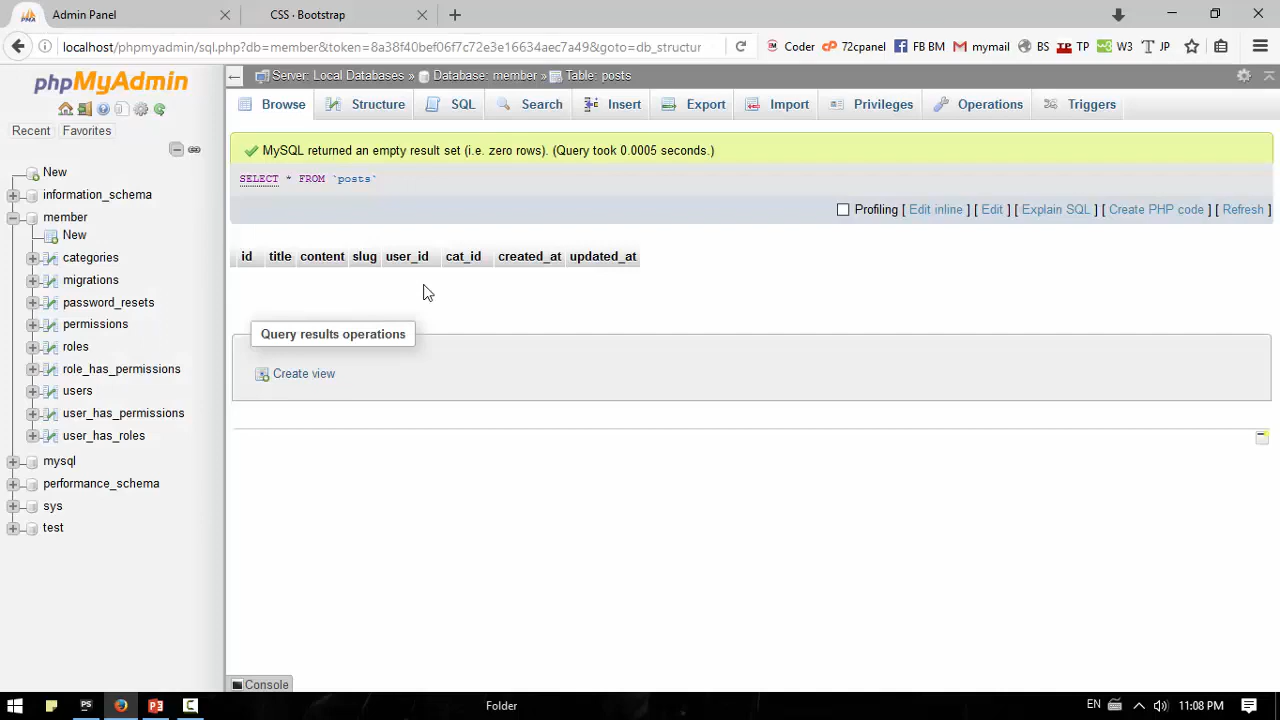 Admin Panel
CSS · Bootstrap
localhost/phpmyadmin/sql.php?db=member&token=8a38f40bef06f7c72e3e16634aec7a49&goto=db_structur
Coder 72cpanel FB BM mymail BS TP W3 JP
phpMyAdmin
Recent Favorites
New
information_schema
member
New
categories
migrations
password_resets
permissions
roles
role_has_permissions
users
user_has_permissions
user_has_roles
mysql
performance_schema
sys
test
Server: Local Databases » Database: member » Table: posts
Browse Structure SQL Search Insert Export Import Privileges Operations Triggers
MySQL returned an empty result set (i.e. zero rows). (Query took 0.0005 seconds.)
SELECT * FROM `posts`
Profiling [ Edit inline ] [ Edit ] [ Explain SQL ] [ Create PHP code ] [ Refresh ]
id title content slug user_id cat_id created_at updated_at
Query results operations
Create view
Console
Folder
EN
11:08 PM